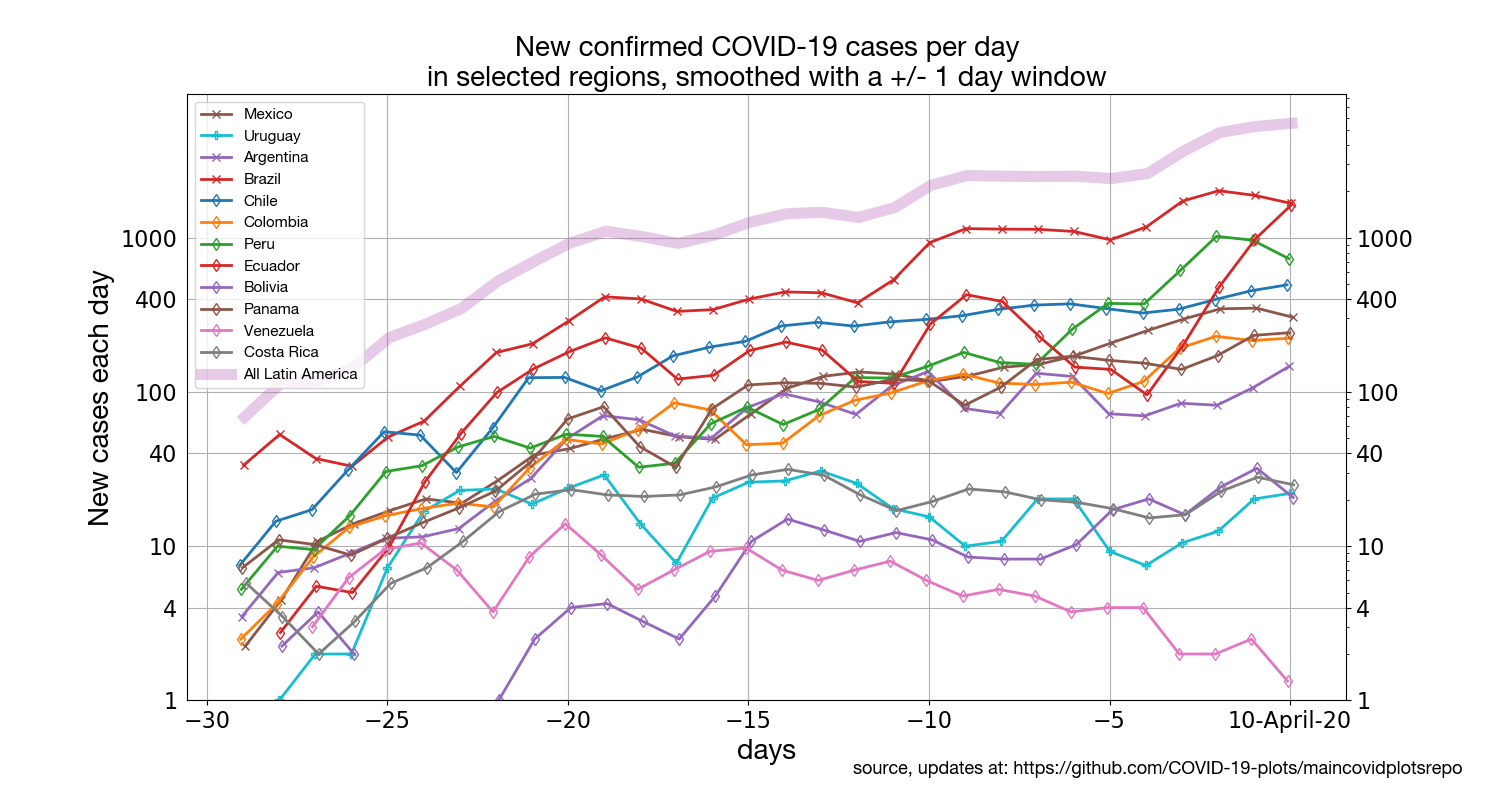 New confirmed COVID-19 cases per day
in selected regions, smoothed with a +/- 1 day window
Mexico
Uruguay
Argentina
Brazil
Chile
Colombia
Peru
Ecuador
Bolivia
Panama
Venezuela
Costa Rica
All Latin America
New cases each day
1000
400
100
40
10
4
1
1000
400
100
40
10
4
1
−30
−25
−20
−15
−10
−5
10-April-20
days
source, updates at: https://github.com/COVID-19-plots/maincovidplotsrepo